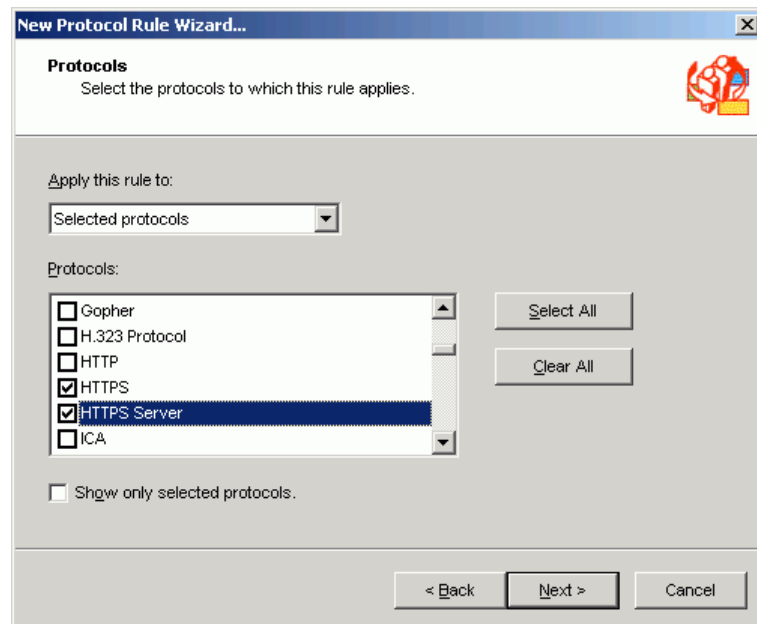 New Protocol Rule Wizard...
Protocols
Select the protocols to which this rule applies.
Apply this rule to:
Selected protocols
Protocols:
Gopher
H.323 Protocol
HTTP
HTTPS
HTTPS Server
ICA
Select All
Clear All
Show only selected protocols.
< Back
Next >
Cancel